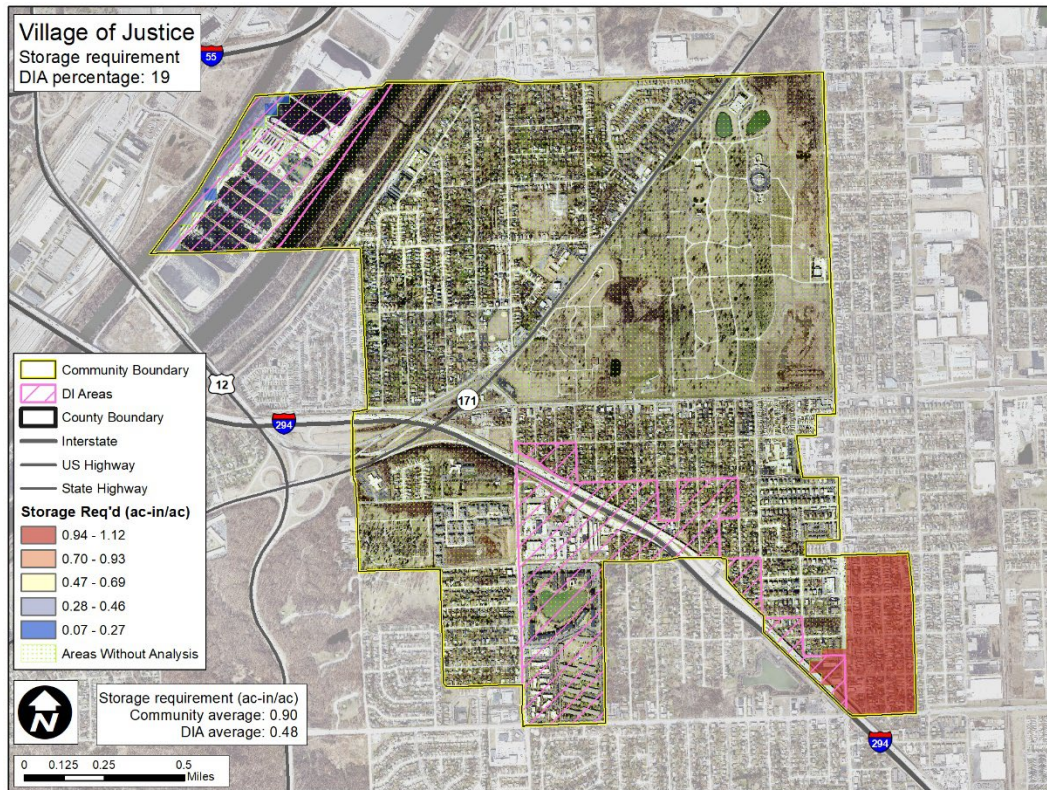 Village of Justice
Storage requirement
DIA percentage: 19
55
12
171
294
Community Boundary
DI Areas
County Boundary
Interstate
US Highway
State Highway
Storage Req'd (ac-in/ac)
0.94 - 1.12
0.70 - 0.93
0.47 - 0.69
0.28 - 0.46
0.07 - 0.27
Areas Without Analysis
N
Storage requirement (ac-in/ac)
Community average: 0.90
DIA average: 0.48
294
0 0.125 0.25 0.5
Miles